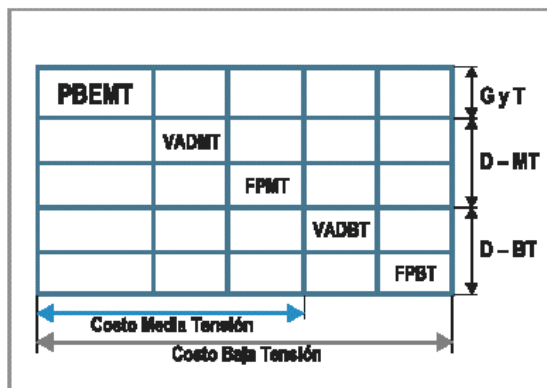 PBEMT
G y T
VADMT
D – MT
FPMT
VADBT
D – BT
FPBT
Costo Media Tensión
Costo Baja Tensión